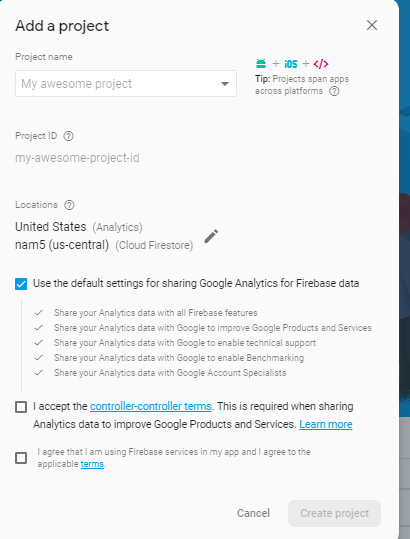 Add a project
Project name
My awesome project
+ iOS + </>
Tip: Projects span apps
across platforms
Project ID
my-awesome-project-id
Locations
United States (Analytics)
nam5 (us-central) (Cloud Firestore)
Use the default settings for sharing Google Analytics for Firebase data
Share your Analytics data with all Firebase features
Share your Analytics data with Google to improve Google Products and Services
Share your Analytics data with Google to enable technical support
Share your Analytics data with Google to enable Benchmarking
Share your Analytics data with Google Account Specialists
I accept the controller-controller terms. This is required when sharing
Analytics data to improve Google Products and Services. Learn more
I agree that I am using Firebase services in my app and I agree to the
applicable terms.
Cancel
Create project